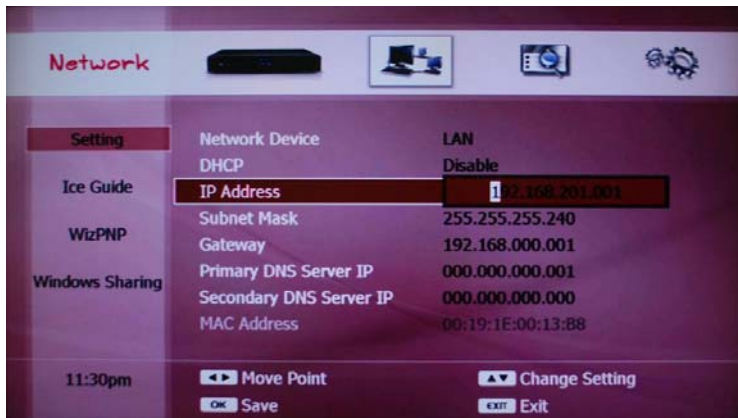 Network
Setting
Ice Guide
WizPNP
Windows Sharing
11:30pm
Network Device LAN
DHCP Disable
IP Address 192.168.201.001
Subnet Mask 255.255.255.240
Gateway 192.168.000.001
Primary DNS Server IP 000.000.000.001
Secondary DNS Server IP 000.000.000.000
MAC Address 00:19:1E:00:13:B8
Move Point
Change Setting
OK Save
EXIT Exit